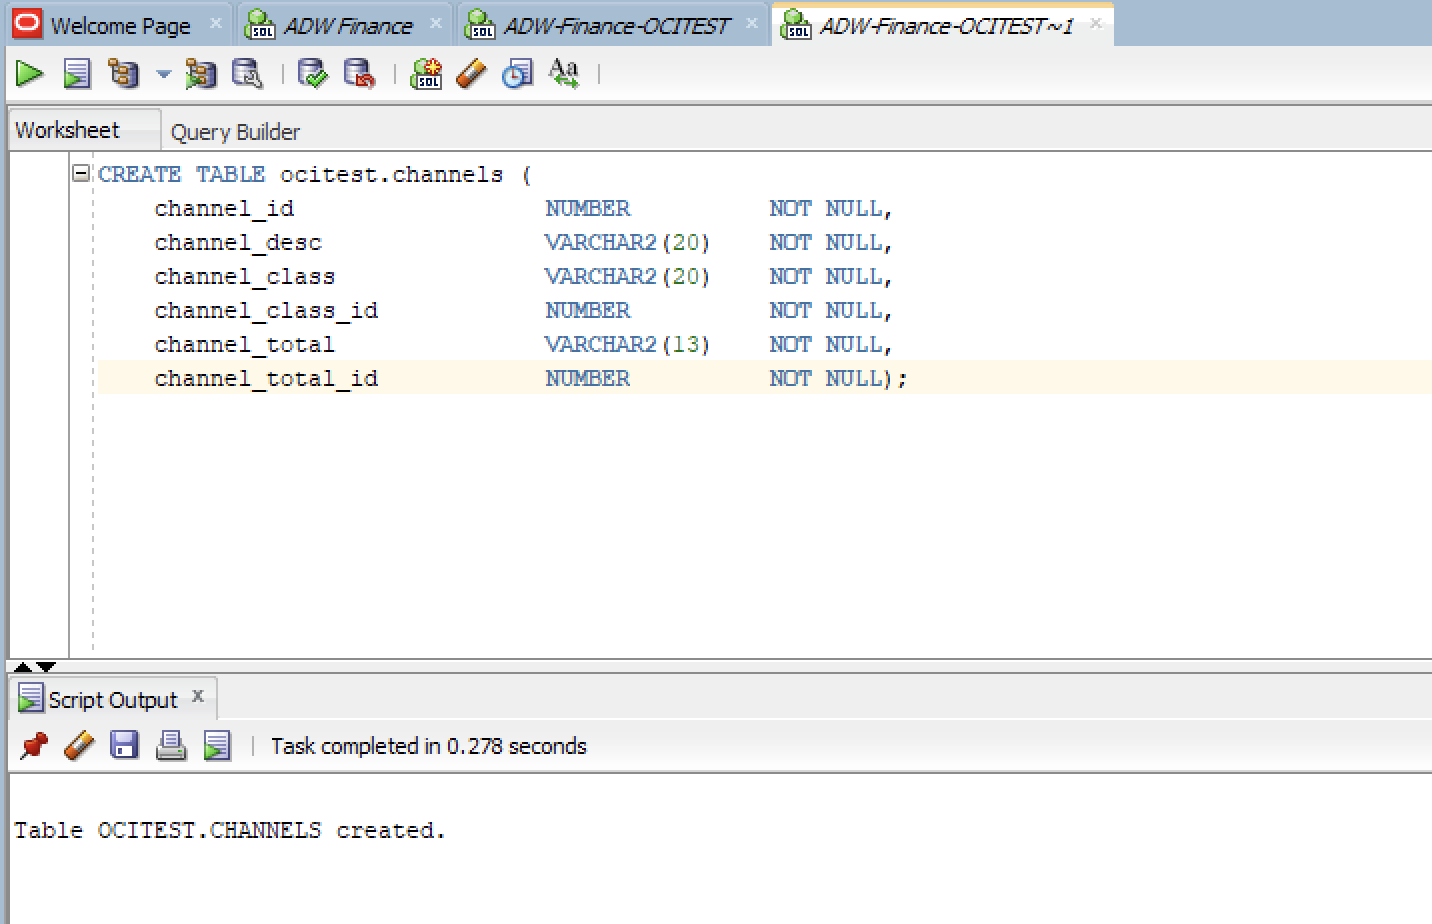 Welcome Page ADW Finance ADW-Finance-OCITEST ADW-Finance-OCITEST~1
Worksheet Query Builder
CREATE TABLE ocitest.channels (
channel_id NUMBER NOT NULL,
channel_desc VARCHAR2(20) NOT NULL,
channel_class VARCHAR2(20) NOT NULL,
channel_class_id NUMBER NOT NULL,
channel_total VARCHAR2(13) NOT NULL,
channel_total_id NUMBER NOT NULL);
Script Output
Task completed in 0.278 seconds
Table OCITEST.CHANNELS created.